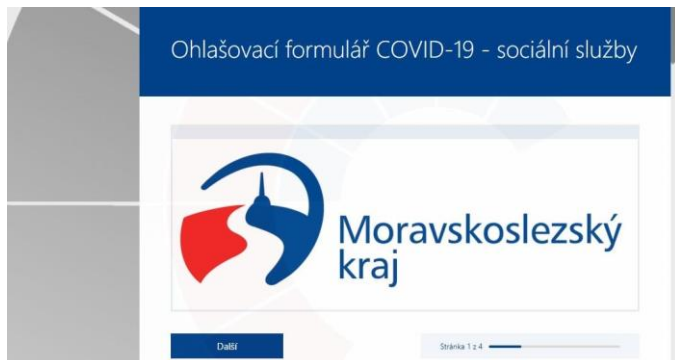 Ohlašovací formulář COVID-19 - sociální služby
Moravskoslezský
kraj
Další
Stránka 1 z 4